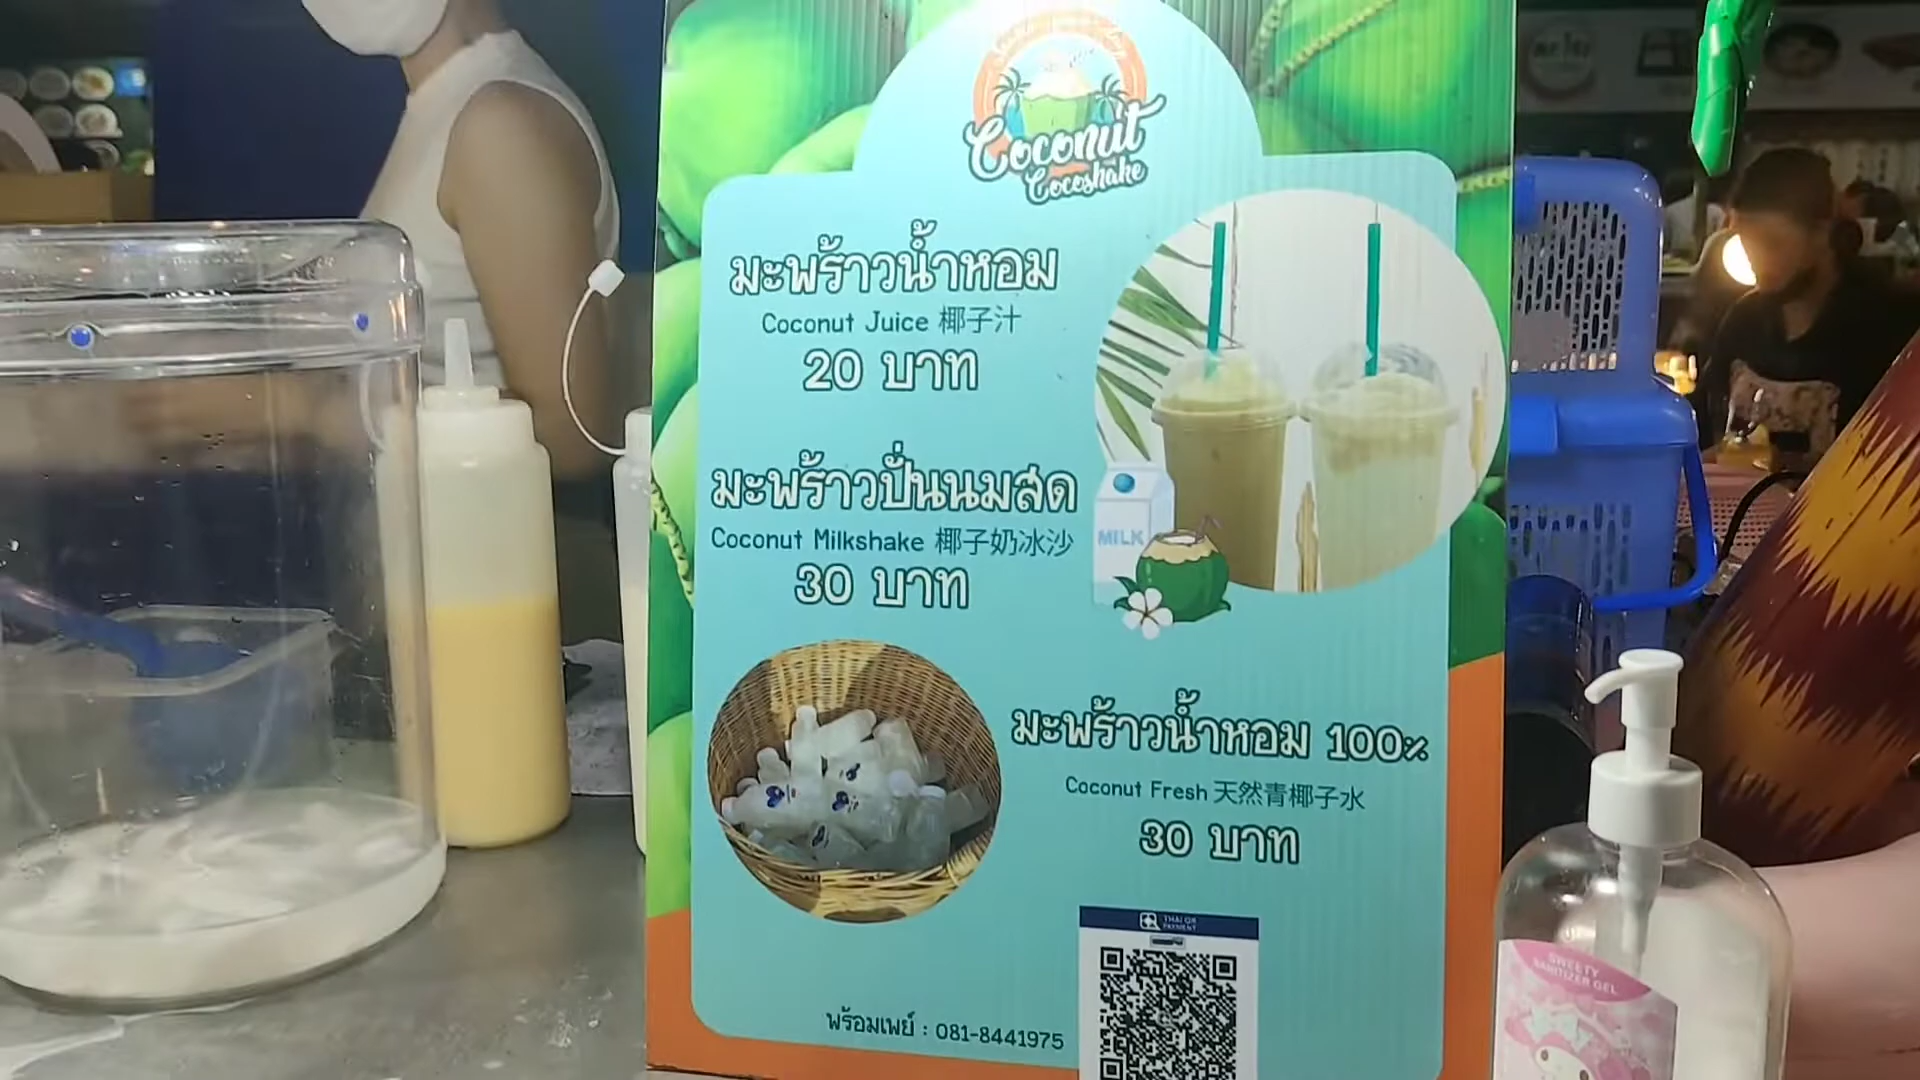 Coconut
Cocoshake
มะพร้าวน้ำหอม
Coconut Juice 椰子汁
20 บาท
มะพร้าวปั่นนมสด
Coconut Milkshake 椰子奶冰沙
30 บาท
MILK
มะพร้าวน้ำหอม 100%
Coconut Fresh 天然青椰子水
30 บาท
THAI QR
PAYMENT
พร้อมเพย์ : 081-8441975
SWEETY
SANITIZER GEL